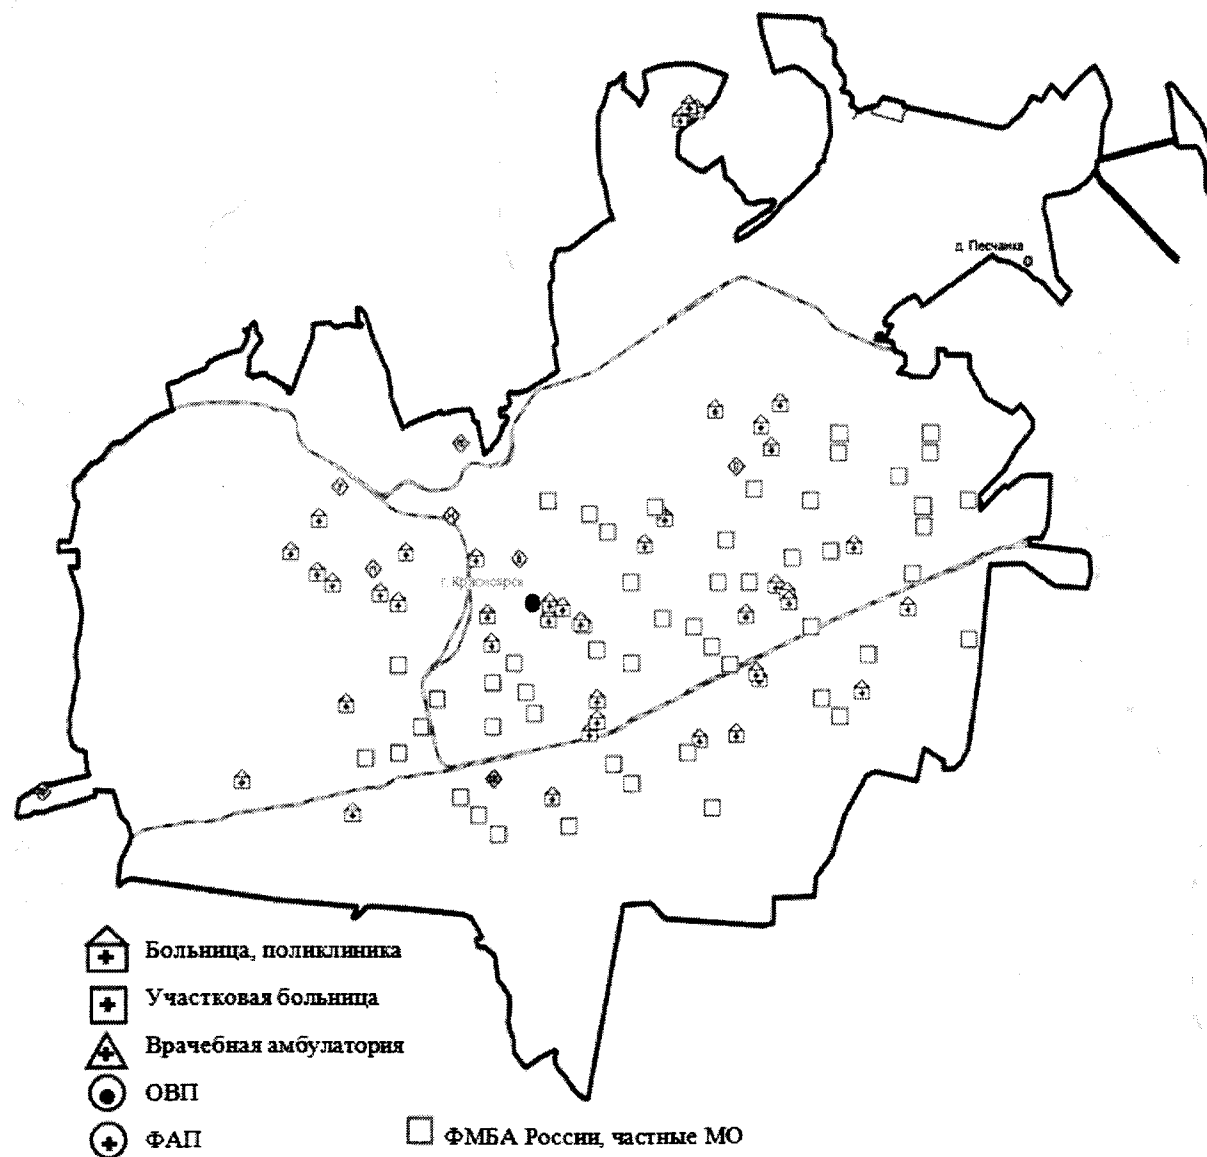 д. Песчанка
г. Красноярск
Больница, поликлиника
Участковая больница
Врачебная амбулатория
ОВП
ФАП
ФМБА России, частные МО